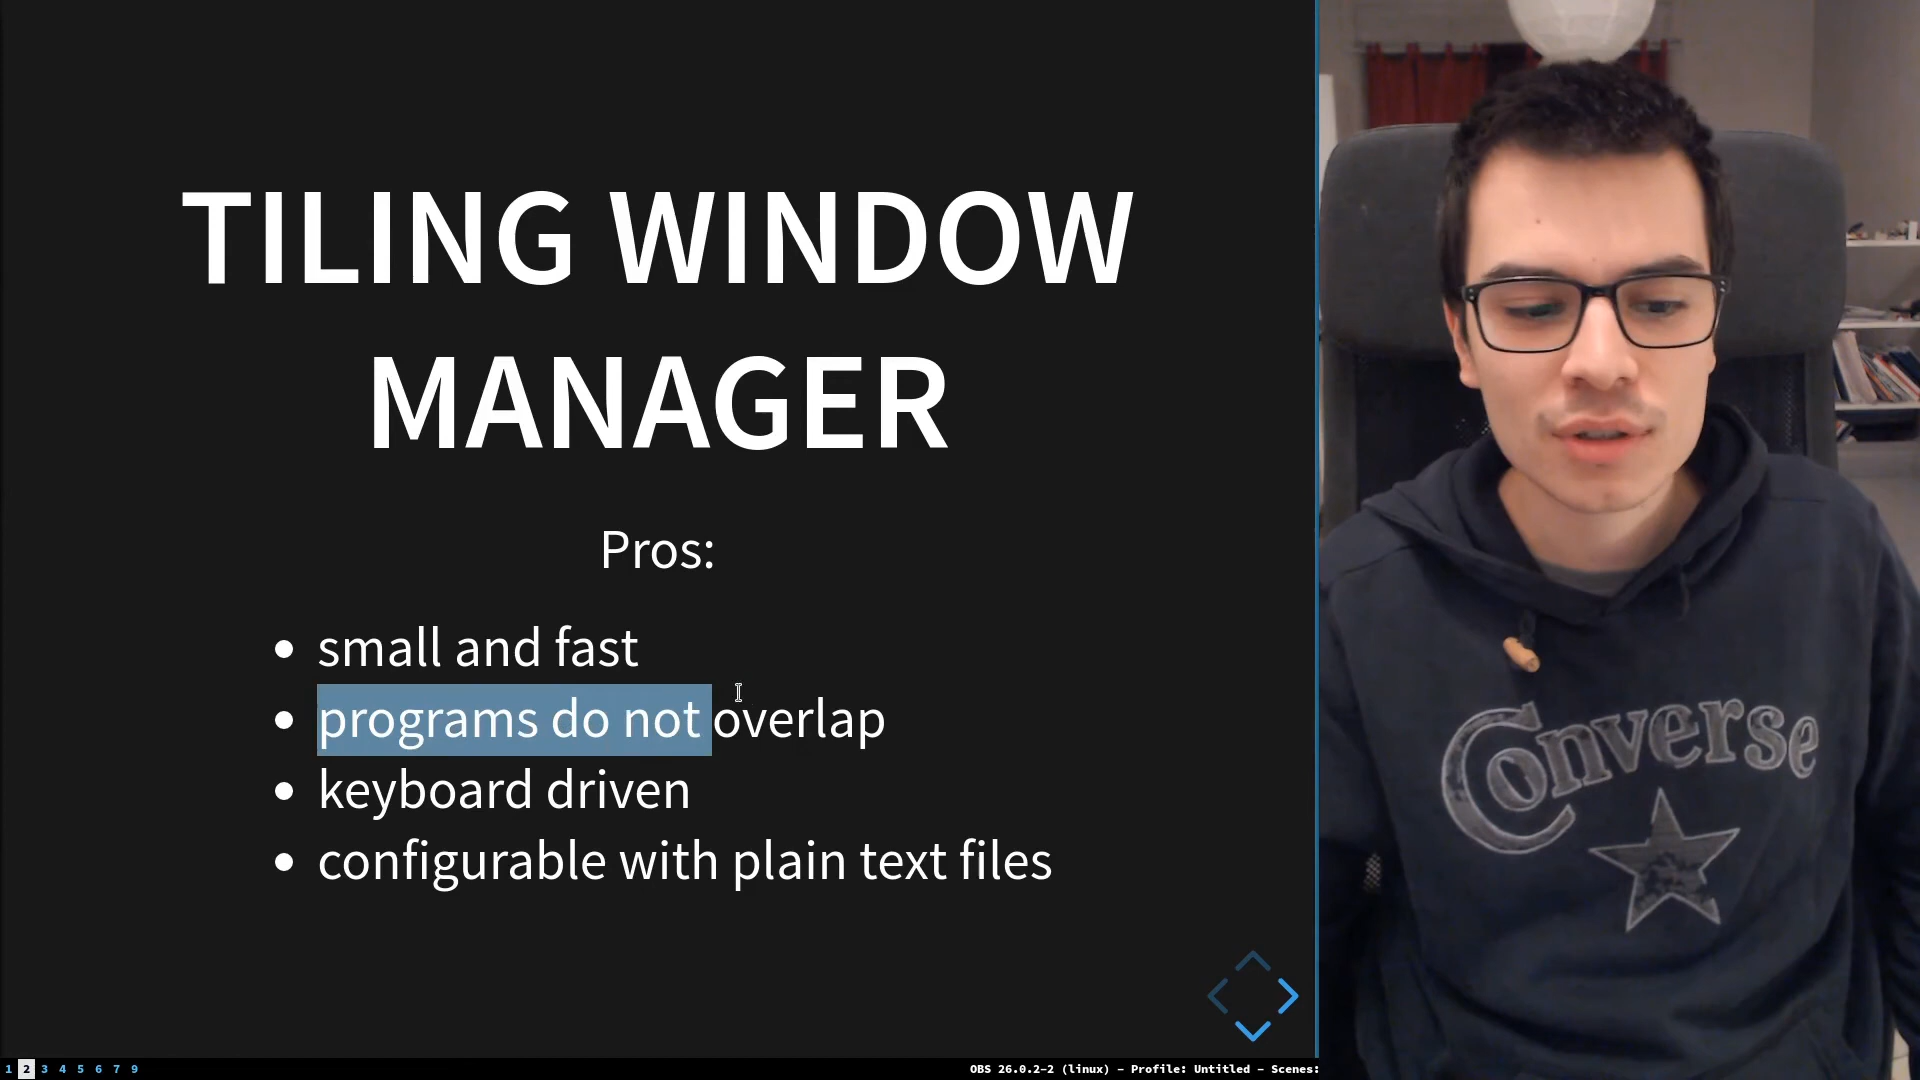 TILING WINDOW
MANAGER
Pros:
small and fast
programs do not overlap
keyboard driven
configurable with plain text files
Converse
1 2 3 4 5 6 7 9
OBS 26.0.2-2 (linux) - Profile: Untitled - Scenes: